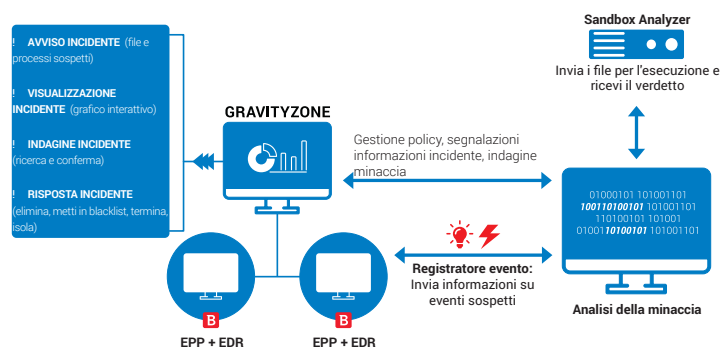 ! AVVISO INCIDENTE (file e
processi sospetti)
! VISUALIZZAZIONE
INCIDENTE (grafico interattivo)
! INDAGINE INCIDENTE
(ricerca e conferma)
! RISPOSTA INCIDENTE
(elimina, metti in blacklist, termina,
isola)
GRAVITYZONE
B
EPP + EDR
B
EPP + EDR
Gestione policy, segnalazioni
informazioni incidente, indagine
minaccia
Registratore evento:
Invia informazioni su
eventi sospetti
Sandbox Analyzer
Invia i file per l'esecuzione e
ricevi il verdetto
01000101 101001101
100110100101 101001101
110100101 101001
0100110100101 101001101
Analisi della minaccia